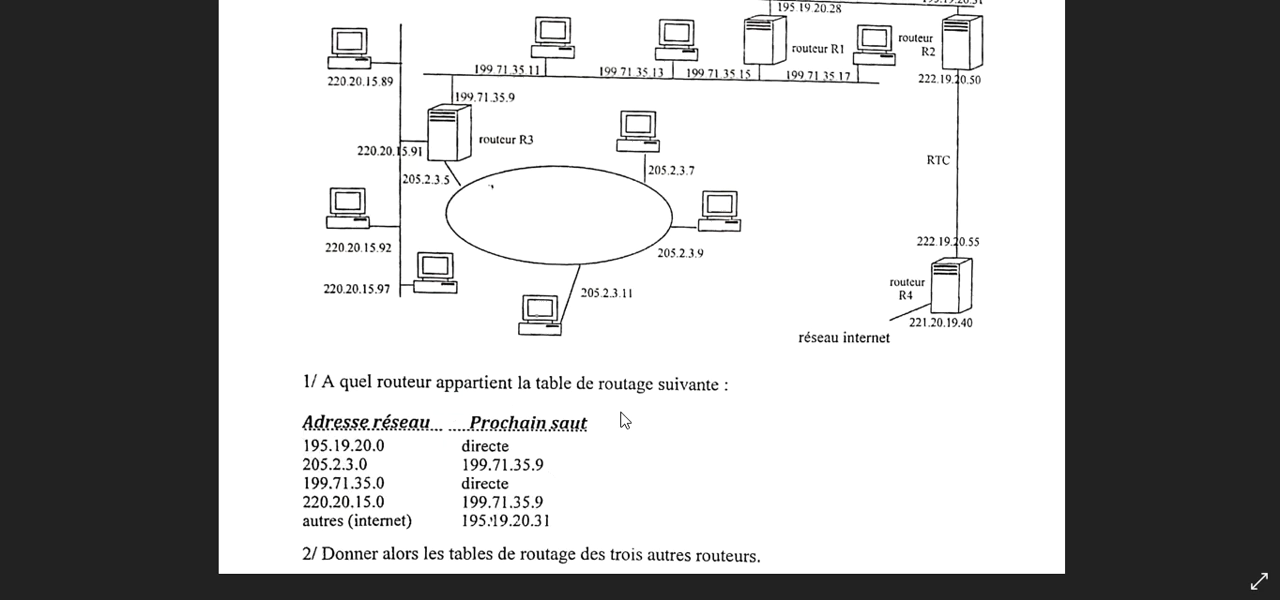 195.19.20.28
routeur R1
routeur
R2
220.20.15.89
199.71.35.11
199.71.35.13
199.71.35.15
199.71.35.17
222.19.20.50
199.71.35.9
routeur R3
220.20.15.91
205.2.3.5
205.2.3.7
RTC
220.20.15.92
205.2.3.9
222.19.20.55
220.20.15.97
205.2.3.11
routeur
R4
221.20.19.40
réseau internet
1/ A quel routeur appartient la table de routage suivante :
Adresse réseau Prochain saut
195.19.20.0 directe
205.2.3.0 199.71.35.9
199.71.35.0 directe
220.20.15.0 199.71.35.9
autres (internet) 195.19.20.31
2/ Donner alors les tables de routage des trois autres routeurs.